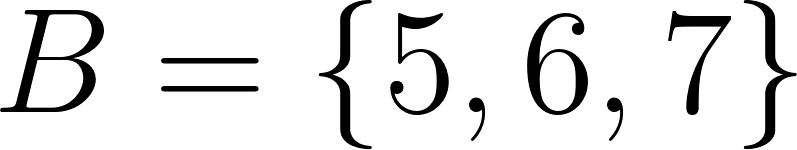 B = {5, 6, 7}